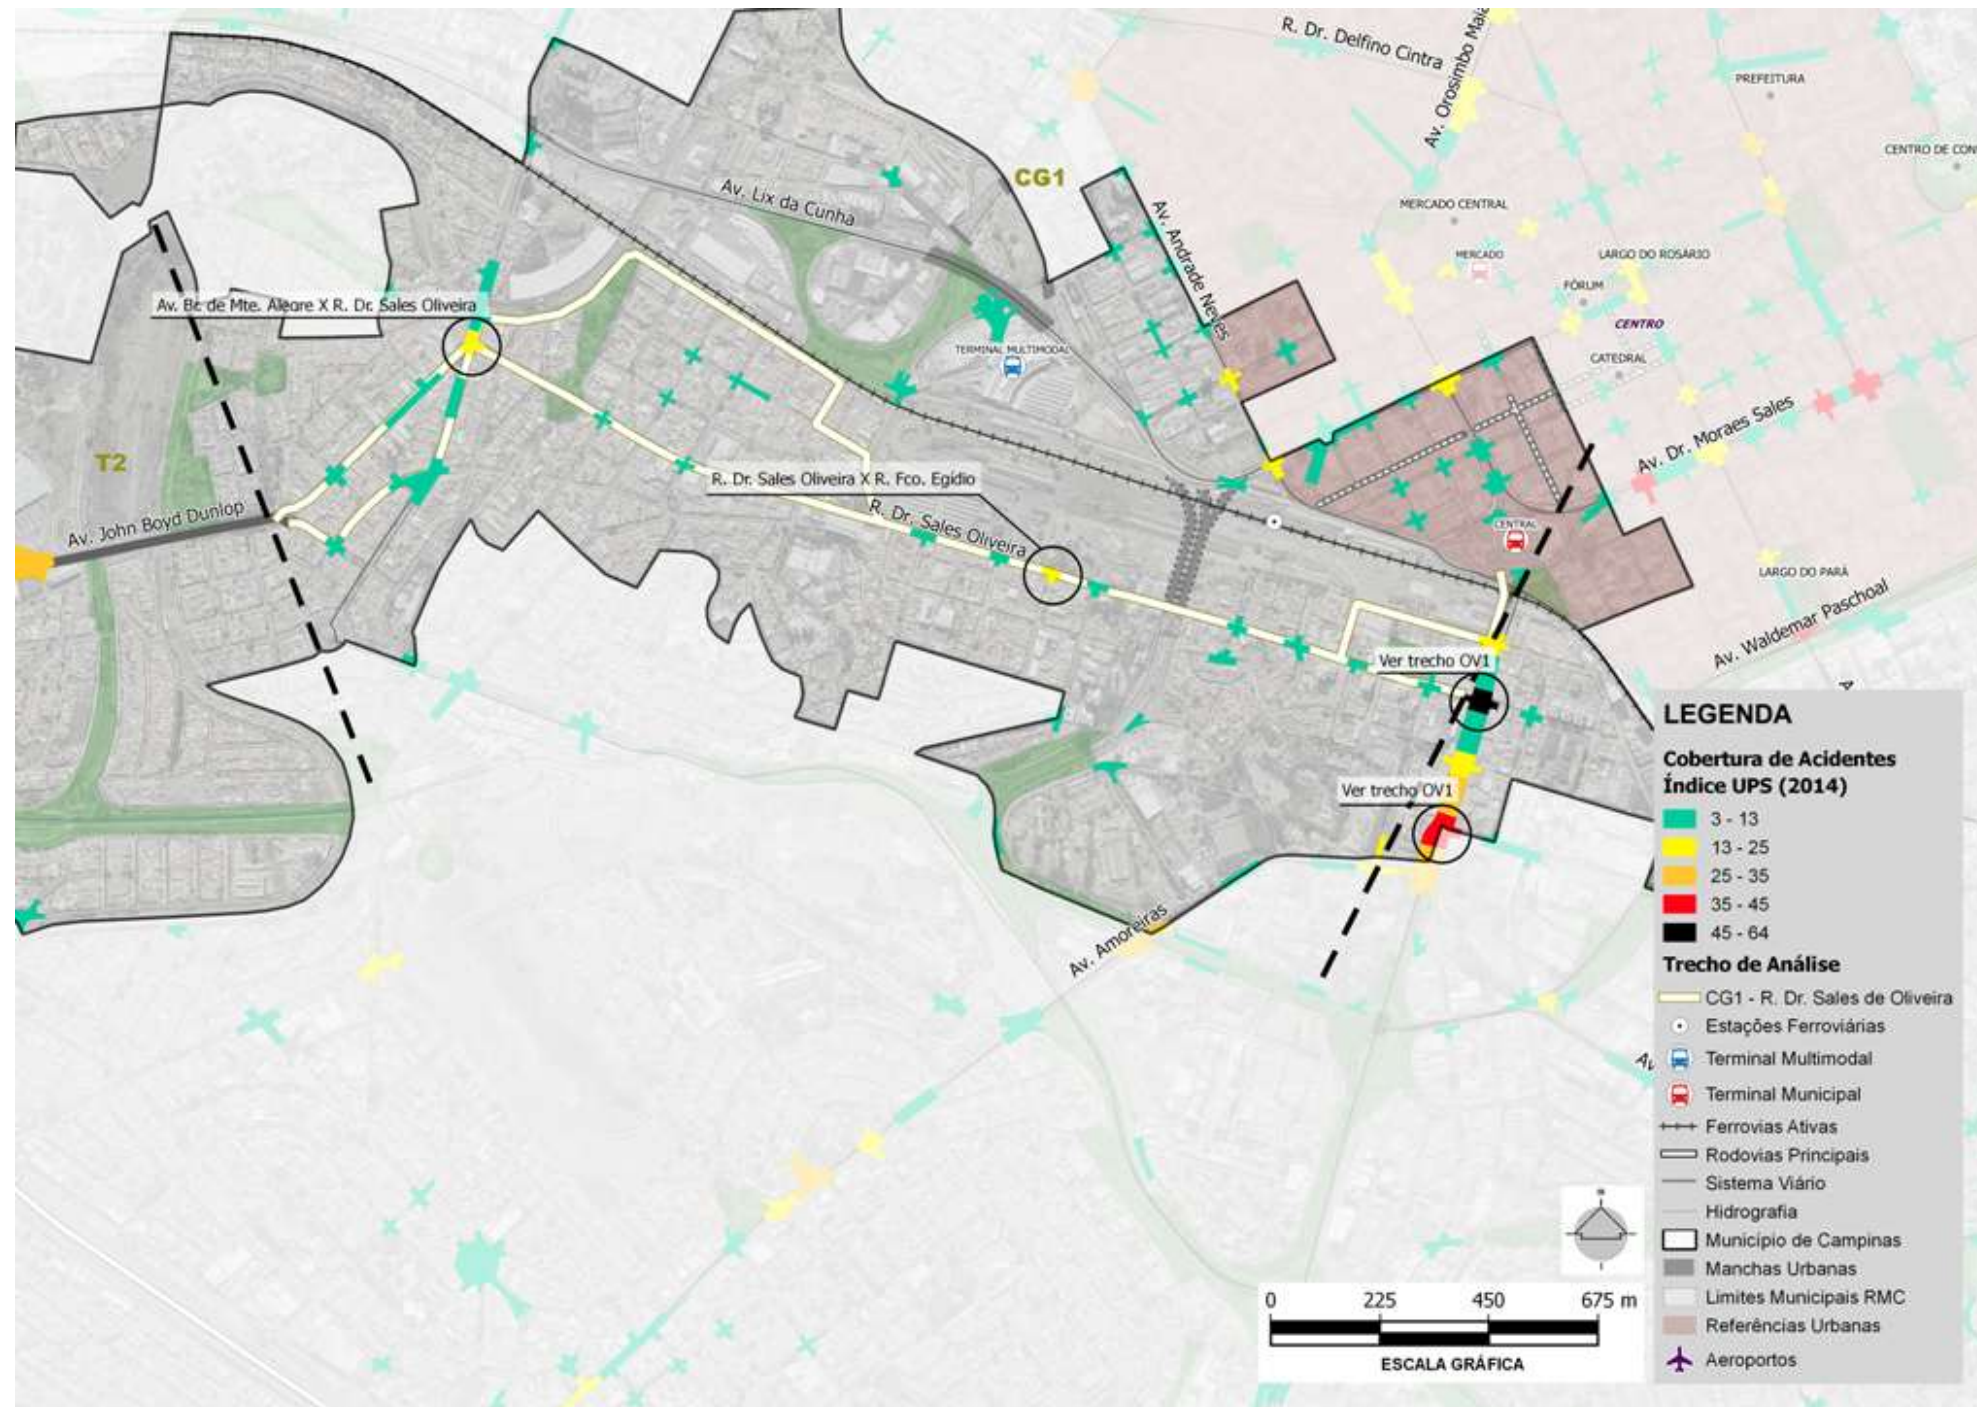 R. Dr. Delfino Cintra
Av. Orosimbo Maia
PREFEITURA
CENTRO DE CON
CG1
Av. Lix da Cunha
Av. Andrade Neves
MERCADO CENTRAL
MERCADO
LARGO DO ROSÁRIO
FÓRUM
CENTRO
CATEDRAL
Av. Bc de Mte. Alegre X R. Dr. Sales Oliveira
TERMINAL MULTIMODAL
Av. Dr. Moraes Sales
T2
R. Dr. Sales Oliveira X R. Fco. Egídio
Av. John Boyd Dunlop
R. Dr. Sales Oliveira
CENTRAL
LARGO DO PARÁ
Av. Waldemar Paschoal
Ver trecho OV1
Ver trecho OV1
Av. Amoreiras
A
Av
LEGENDA
Cobertura de Acidentes
Índice UPS (2014)
3 - 13
13 - 25
25 - 35
35 - 45
45 - 64
Trecho de Análise
CG1 - R. Dr. Sales de Oliveira
Estações Ferroviárias
Terminal Multimodal
Terminal Municipal
Ferrovias Ativas
Rodovias Principais
Sistema Viário
Hidrografia
Município de Campinas
Manchas Urbanas
Limites Municipais RMC
Referências Urbanas
Aeroportos
0 225 450 675 m
ESCALA GRÁFICA